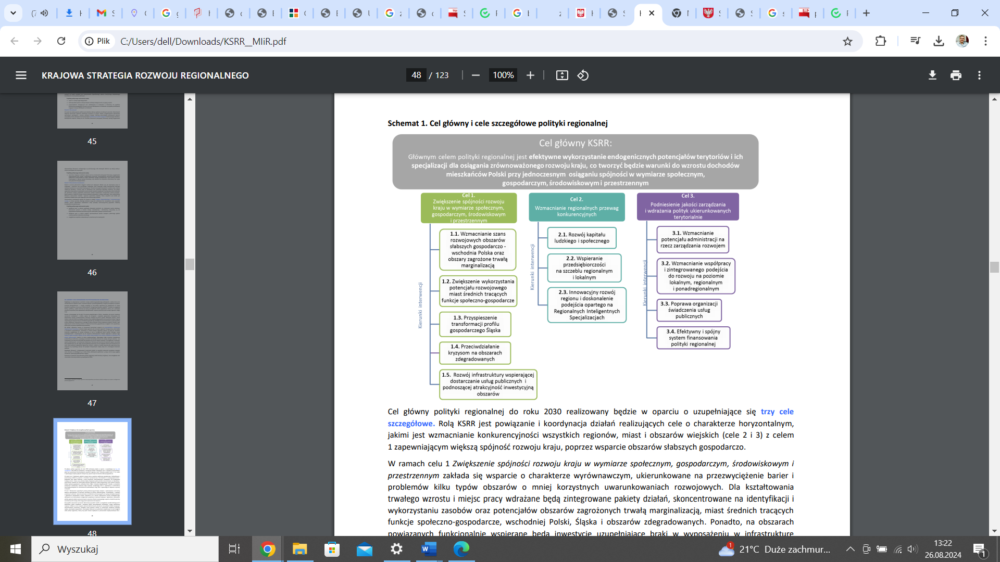 Plik
C:/Users/dell/Downloads/KSRR__MIiR.pdf
KRAJOWA STRATEGIA ROZWOJU REGIONALNEGO
48 / 123
100%
45
46
47
48
Schemat 1. Cel główny i cele szczegółowe polityki regionalnej
Cel główny KSRR:
Głównym celem polityki regionalnej jest efektywne wykorzystanie endogenicznych potencjałów terytoriów i ich
specjalizacji dla osiągania zrównoważonego rozwoju kraju, co tworzyć będzie warunki do wzrostu dochodów
mieszkańców Polski przy jednoczesnym osiąganiu spójności w wymiarze społecznym,
gospodarczym, środowiskowym i przestrzennym
Cel 1.
Zwiększenie spójności rozwoju
kraju w wymiarze społecznym,
gospodarczym, środowiskowym
i przestrzennym
Kierunki interwencji
1.1. Wzmacnianie szans
rozwojowych obszarów
słabszych gospodarczo -
wschodnia Polska oraz
obszary zagrożone trwałą
marginalizacją
1.2. Zwiększenie wykorzystania
potencjału rozwojowego
miast średnich tracących
funkcje społeczno-gospodarcze
1.3. Przyspieszenie
transformacji profilu
gospodarczego Śląska
1.4. Przeciwdziałanie
kryzysom na obszarach
zdegradowanych
1.5. Rozwój infrastruktury wspierającej
dostarczanie usług publicznych i
podnoszącej atrakcyjność inwestycyjną
obszarów
Cel 2.
Wzmacnianie regionalnych przewag
konkurencyjnych
Kierunki interwencji
2.1. Rozwój kapitału
ludzkiego i społecznego
2.2. Wspieranie
przedsiębiorczości
na szczeblu regionalnym
i lokalnym
2.3. Innowacyjny rozwój
regionu i doskonalenie
podejścia opartego na
Regionalnych Inteligentnych
Specjalizacjach
Cel 3.
Podniesienie jakości zarządzania
i wdrażania polityk ukierunkowanych
terytorialnie
Kierunki interwencji
3.1. Wzmacnianie
potencjału administracji na
rzecz zarządzania rozwojem
3.2. Wzmacnianie współpracy
i zintegrowanego podejścia
do rozwoju na poziomie
lokalnym, regionalnym
i ponadregionalnym
3.3. Poprawa organizacji
świadczenia usług
publicznych
3.4. Efektywny i spójny
system finansowania
polityki regionalnej
Cel główny polityki regionalnej do roku 2030 realizowany będzie w oparciu o uzupełniające się trzy cele
szczegółowe. Rolą KSRR jest powiązanie i koordynacja działań realizujących cele o charakterze horyzontalnym,
jakimi jest wzmacnianie konkurencyjności wszystkich regionów, miast i obszarów wiejskich (cele 2 i 3) z celem
1 zapewniającym większą spójność rozwoju kraju, poprzez wsparcie obszarów słabszych gospodarczo.
W ramach celu 1 Zwiększenie spójności rozwoju kraju w wymiarze społecznym, gospodarczym, środowiskowym i
przestrzennym zakłada się wsparcie o charakterze wyrównawczym, ukierunkowane na przezwyciężenie barier i
problemów kilku typów obszarów o mniej korzystnych uwarunkowaniach rozwojowych. Dla kształtowania
trwałego wzrostu i miejsc pracy wdrażane będą zintegrowane pakiety działań, skoncentrowane na identyfikacji i
wykorzystaniu zasobów oraz potencjałów obszarów zagrożonych trwałą marginalizacją, miast średnich tracących
funkcje społeczno-gospodarcze, wschodniej Polski, Śląska i obszarów zdegradowanych. Ponadto, na obszarach
powiązanych funkcjonalnie wspierane będą inwestycje uzupełniające braki w wyposażeniu w infrastrukturę
Wyszukaj
1
21°C Duże zachmur...
13:22
26.08.2024
1